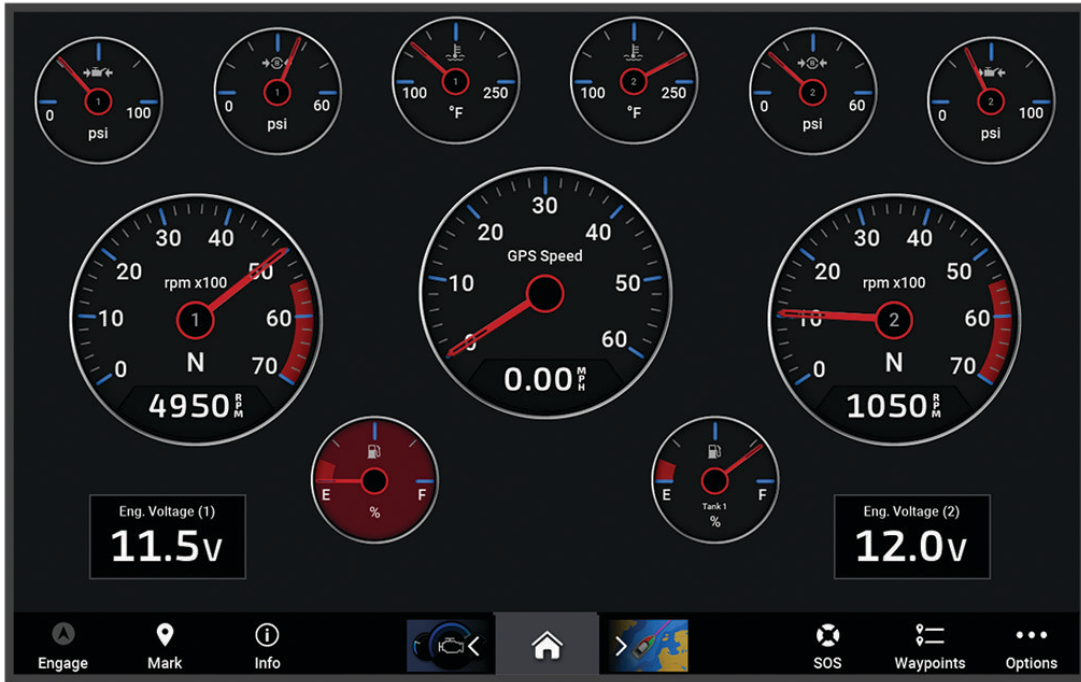 1
0
100
psi
B
1
0
60
psi
1
100
250
°F
2
100
250
°F
B
2
0
60
psi
2
0
100
psi
30
40
20
50
rpm x100
10
1
60
N
0
70
4950 RPM
30
20
40
GPS Speed
10
50
0
60
0.00 MPH
30
40
20
50
rpm x100
10
2
60
N
0
70
1050 RPM
E
F
%
E
F
Tank 1
%
Eng. Voltage (1)
11.5V
Eng. Voltage (2)
12.0V
Engage
Mark
Info
SOS
Waypoints
Options